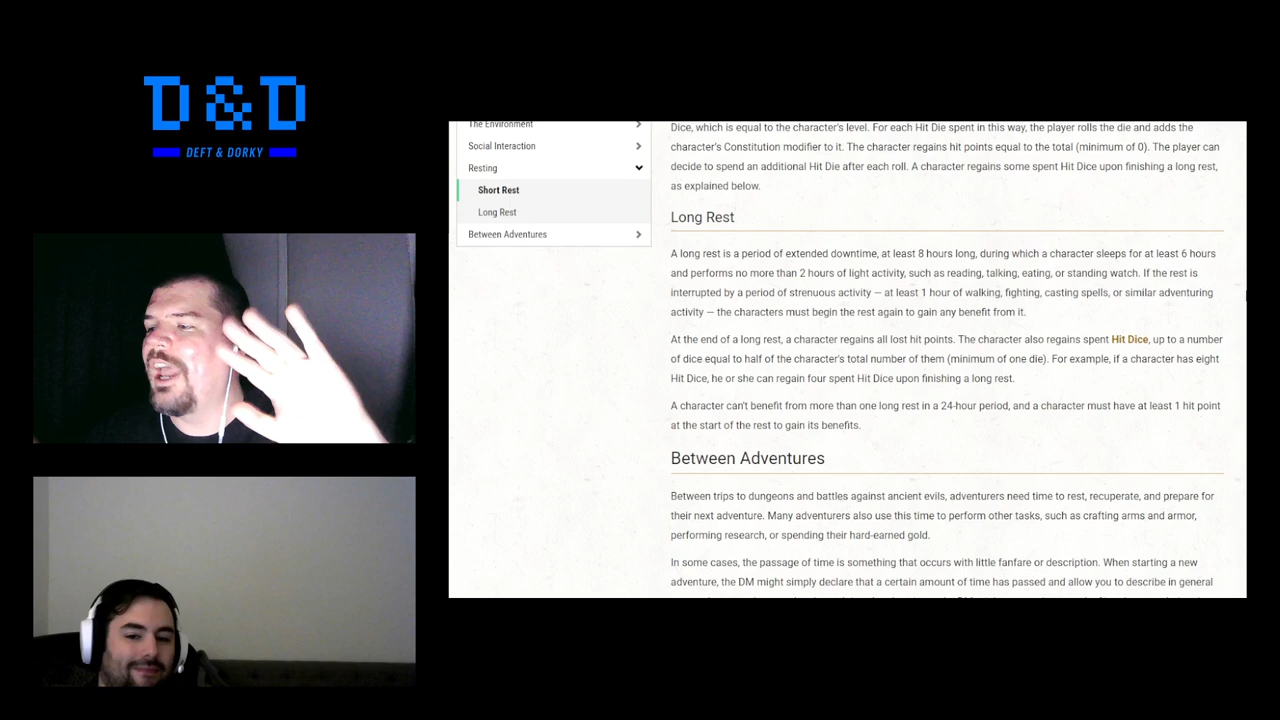 D&D
DEFT & DORKY
The Environment
Social Interaction
Resting
Short Rest
Long Rest
Between Adventures
Dice, which is equal to the character's level. For each Hit Die spent in this way, the player rolls the die and adds the
character's Constitution modifier to it. The character regains hit points equal to the total (minimum of 0). The player can
decide to spend an additional Hit Die after each roll. A character regains some spent Hit Dice upon finishing a long rest,
as explained below.
Long Rest
A long rest is a period of extended downtime, at least 8 hours long, during which a character sleeps for at least 6 hours
and performs no more than 2 hours of light activity, such as reading, talking, eating, or standing watch. If the rest is
interrupted by a period of strenuous activity — at least 1 hour of walking, fighting, casting spells, or similar adventuring
activity — the characters must begin the rest again to gain any benefit from it.
At the end of a long rest, a character regains all lost hit points. The character also regains spent Hit Dice, up to a number
of dice equal to half of the character's total number of them (minimum of one die). For example, if a character has eight
Hit Dice, he or she can regain four spent Hit Dice upon finishing a long rest.
A character can't benefit from more than one long rest in a 24-hour period, and a character must have at least 1 hit point
at the start of the rest to gain its benefits.
Between Adventures
Between trips to dungeons and battles against ancient evils, adventurers need time to rest, recuperate, and prepare for
their next adventure. Many adventurers also use this time to perform other tasks, such as crafting arms and armor,
performing research, or spending their hard-earned gold.
In some cases, the passage of time is something that occurs with little fanfare or description. When starting a new
adventure, the DM might simply declare that a certain amount of time has passed and allow you to describe in general